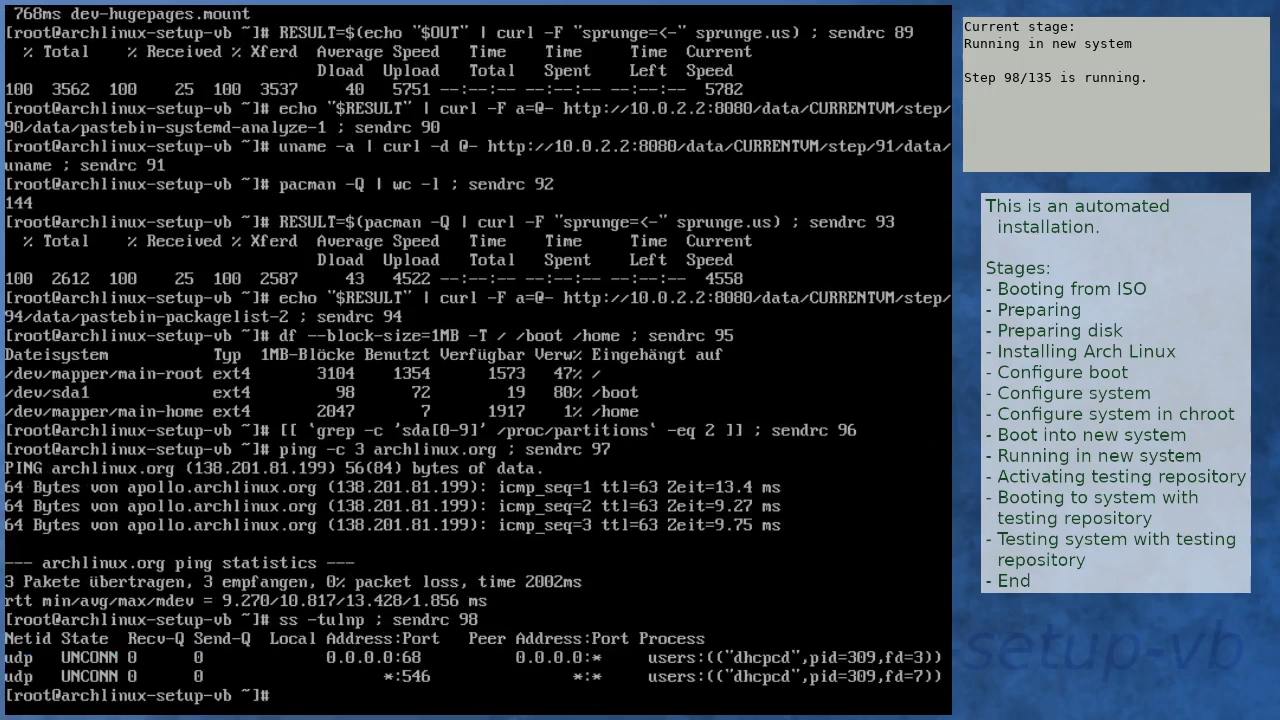 768ms dev-hugepages.mount
[root@archlinux-setup-vb ~]# RESULT=$(echo "$OUT" | curl -F "sprunge=<-" sprunge.us) ; sendrc 89
  % Total    % Received % Xferd  Average Speed   Time    Time     Time  Current
                                 Dload  Upload   Total   Spent    Left  Speed
100  3562  100    25  100  3537     40   5751 --:--:-- --:--:-- --:--:--  5782
[root@archlinux-setup-vb ~]# echo "$RESULT" | curl -F a=@- http://10.0.2.2:8080/data/CURRENTVM/step/
90/data/pastebin-systemd-analyze-1 ; sendrc 90
[root@archlinux-setup-vb ~]# uname -a | curl -d @- http://10.0.2.2:8080/data/CURRENTVM/step/91/data/
uname ; sendrc 91
[root@archlinux-setup-vb ~]# pacman -Q | wc -l ; sendrc 92
144
[root@archlinux-setup-vb ~]# RESULT=$(pacman -Q | curl -F "sprunge=<-" sprunge.us) ; sendrc 93
  % Total    % Received % Xferd  Average Speed   Time    Time     Time  Current
                                 Dload  Upload   Total   Spent    Left  Speed
100  2612  100    25  100  2587     43   4522 --:--:-- --:--:-- --:--:--  4558
[root@archlinux-setup-vb ~]# echo "$RESULT" | curl -F a=@- http://10.0.2.2:8080/data/CURRENTVM/step/
94/data/pastebin-packagelist-2 ; sendrc 94
[root@archlinux-setup-vb ~]# df --block-size=1MB -T / /boot /home ; sendrc 95
Dateisystem           Typ  1MB-Blöcke Benutzt Verfügbar Verw% Eingehängt auf
/dev/mapper/main-root ext4       3104    1354      1573   47% /
/dev/sda1             ext4         98      72        19   80% /boot
/dev/mapper/main-home ext4       2047       7      1917    1% /home
[root@archlinux-setup-vb ~]# [[ `grep -c 'sda[0-9]' /proc/partitions` -eq 2 ]] ; sendrc 96
[root@archlinux-setup-vb ~]# ping -c 3 archlinux.org ; sendrc 97
PING archlinux.org (138.201.81.199) 56(84) bytes of data.
64 Bytes von apollo.archlinux.org (138.201.81.199): icmp_seq=1 ttl=63 Zeit=13.4 ms
64 Bytes von apollo.archlinux.org (138.201.81.199): icmp_seq=2 ttl=63 Zeit=9.27 ms
64 Bytes von apollo.archlinux.org (138.201.81.199): icmp_seq=3 ttl=63 Zeit=9.75 ms

--- archlinux.org ping statistics ---
3 Pakete übertragen, 3 empfangen, 0% packet loss, time 2002ms
rtt min/avg/max/mdev = 9.270/10.817/13.428/1.856 ms
[root@archlinux-setup-vb ~]# ss -tulnp ; sendrc 98
Netid State  Recv-Q Send-Q  Local Address:Port   Peer Address:Port Process
udp   UNCONN 0      0             0.0.0.0:68          0.0.0.0:*     users:(("dhcpcd",pid=309,fd=3))
udp   UNCONN 0      0                   *:546               *:*     users:(("dhcpcd",pid=309,fd=7))
[root@archlinux-setup-vb ~]#
Current stage:
Running in new system

Step 98/135 is running.
This is an automated
installation.

Stages:
- Booting from ISO
- Preparing
- Preparing disk
- Installing Arch Linux
- Configure boot
- Configure system
- Configure system in chroot
- Boot into new system
- Running in new system
- Activating testing repository
- Booting to system with
testing repository
- Testing system with testing
repository
- End
setup-vb